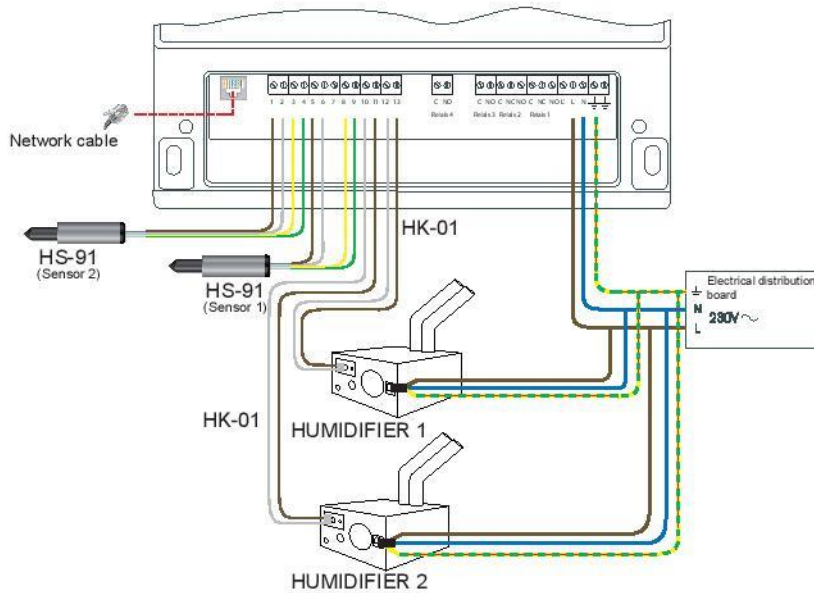 1 2 3 4 5 6 7 8 9 10 11 12 13
C NO
C NO C NC NO C NC NO L' L N
Relais 4
Relais 3 Relais 2 Relais 1
Network cable
HK-01
HS-91
(Sensor 2)
HS-91
(Sensor 1)
Electrical distribution
board
N
230V
L
HUMIDIFIER 1
HK-01
HUMIDIFIER 2